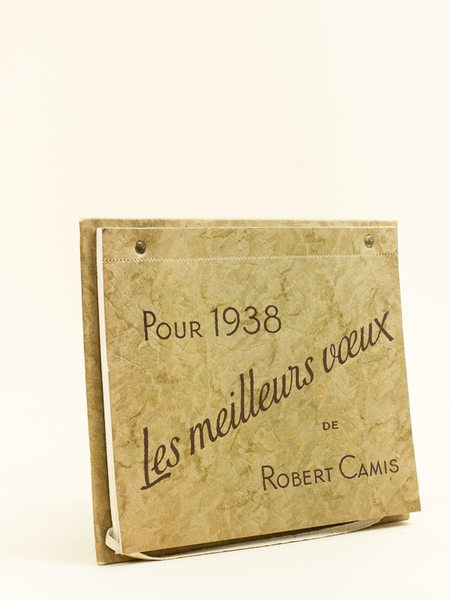 Pour 1938
Les meilleurs vœux
DE
Robert Camis